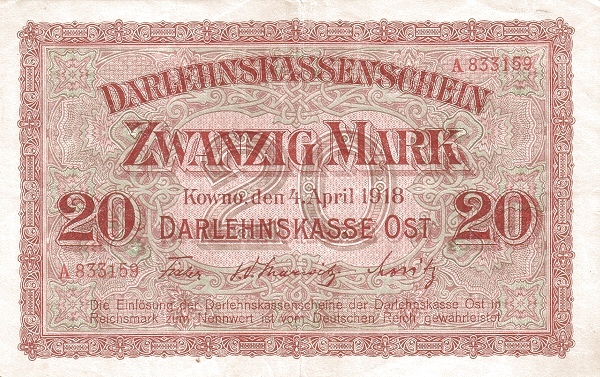 A 833159
DARLEHNSKASSENSCHEIN
ZWANZIG MARK
Kowno, den 4. April 1918
20 DARLEHNSKASSE OST 20
A 833159
Die Einlösung der Darlehnskassenscheine der Darlehnskasse Ost in
Reichsmark zum Nennwert ist vom Deutschen Reich gewährleistet